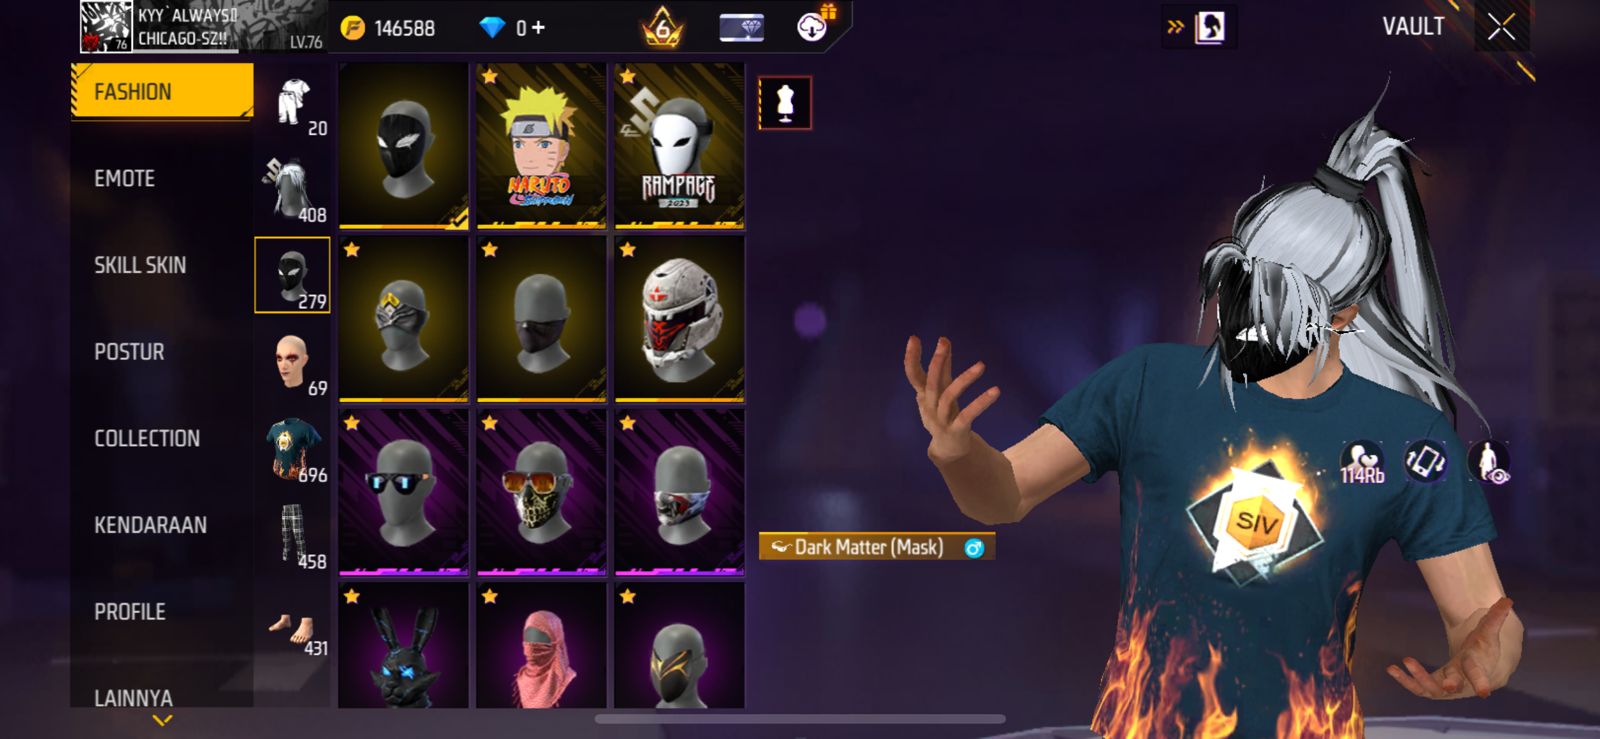 KYY`ALWAYS
CHICAGO-SZ!!
76
LV.76
146588
0 +
6
VAULT
FASHION
EMOTE
SKILL SKIN
POSTUR
COLLECTION
KENDARAAN
PROFILE
LAINNYA
20
408
279
69
696
458
431
NARUTO
SHIPPUDEN
RAMPAGE
2023
Dark Matter (Mask)
SIV
114Rb